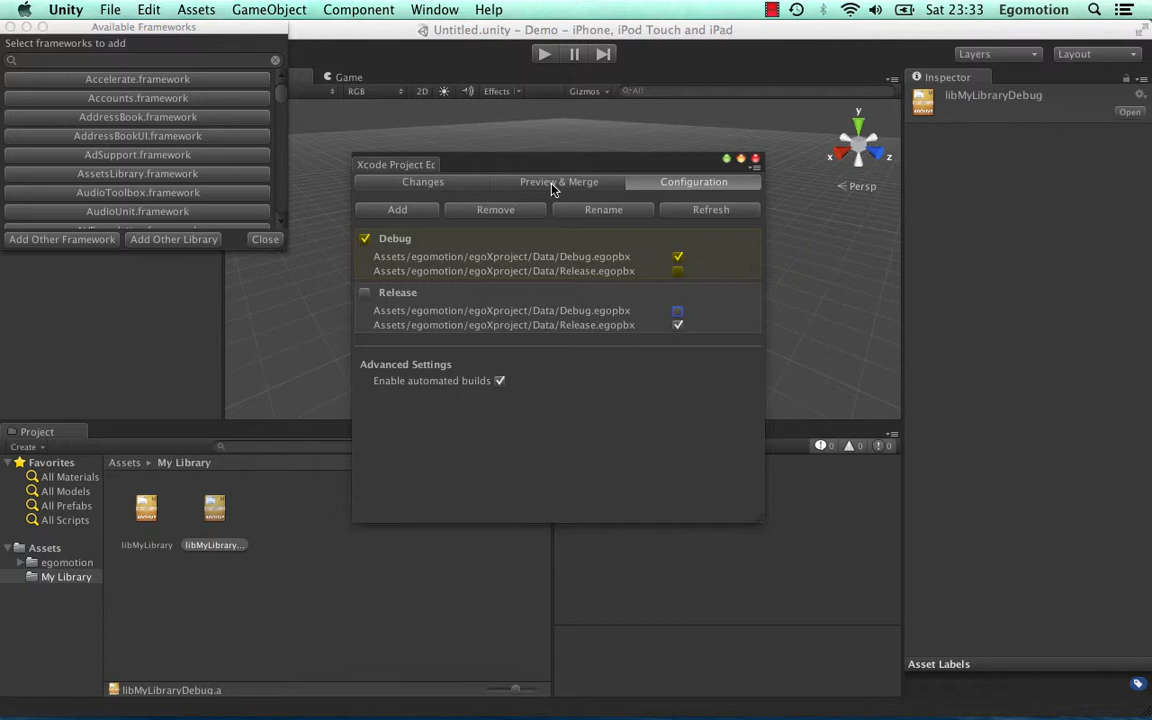 Unity File Edit Assets GameObject Component Window Help Sat 23:33 Egomotion
Available Frameworks
Untitled.unity - Demo - iPhone, iPod Touch and iPad
Select frameworks to add
Layers Layout
Accelerate.framework
Accounts.framework
AddressBook.framework
AddressBookUI.framework
AdSupport.framework
AssetsLibrary.framework
AudioToolbox.framework
AudioUnit.framework
Add Other Framework Add Other Library Close
Game
RGB 2D Effects Gizmos All
y
x z
Persp
Inspector
libMyLibraryDebug
Open
Xcode Project Ec
Changes Preview & Merge Configuration
Add Remove Rename Refresh
Debug
Assets/egomotion/egoXproject/Data/Debug.egopbx
Assets/egomotion/egoXproject/Data/Release.egopbx
Release
Assets/egomotion/egoXproject/Data/Debug.egopbx
Assets/egomotion/egoXproject/Data/Release.egopbx
Advanced Settings
Enable automated builds
Project
Create
0 0 0
Favorites
All Materials
All Models
All Prefabs
All Scripts
Assets
egomotion
My Library
Assets My Library
libMyLibrary libMyLibrary...
libMyLibraryDebug.a
Asset Labels